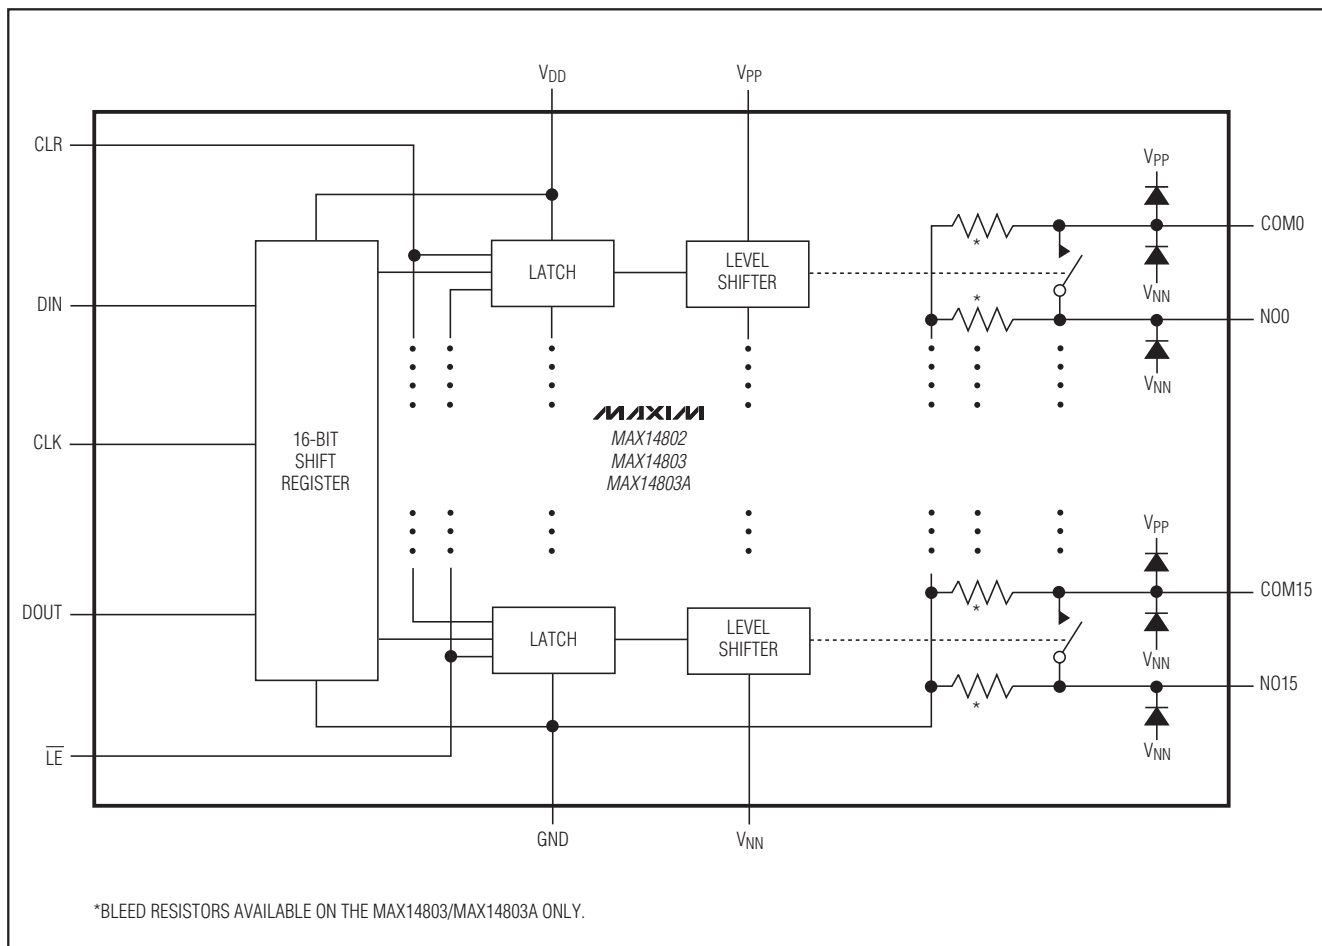 VDD
VPP
CLR
VPP
COM0
LATCH
LEVEL
SHIFTER
*
VNN
DIN
*
NO0
VNN
MAXIM
MAX14802
MAX14803
MAX14803A
CLK
16-BIT
SHIFT
REGISTER
VPP
COM15
DOUT
LATCH
LEVEL
SHIFTER
*
VNN
NO15
*
LE
VNN
GND
VNN
*BLEED RESISTORS AVAILABLE ON THE MAX14803/MAX14803A ONLY.